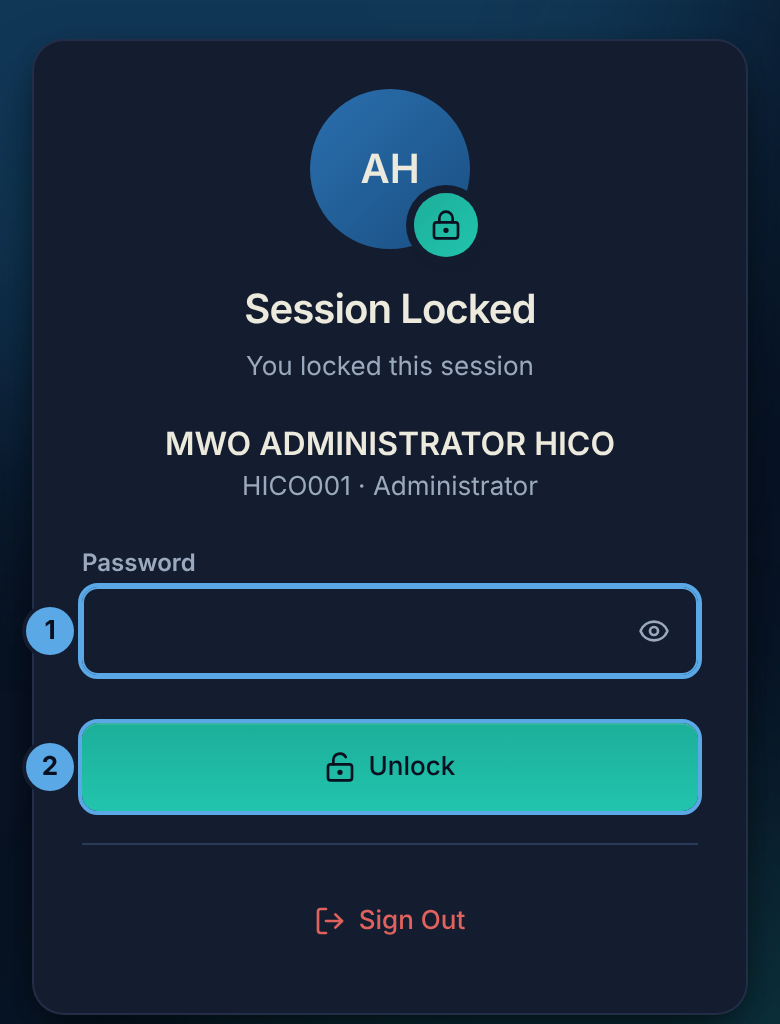 AH
Session Locked
You locked this session
MWO ADMINISTRATOR HICO
HICO001 · Administrator
Password
1
2
Unlock
Sign Out